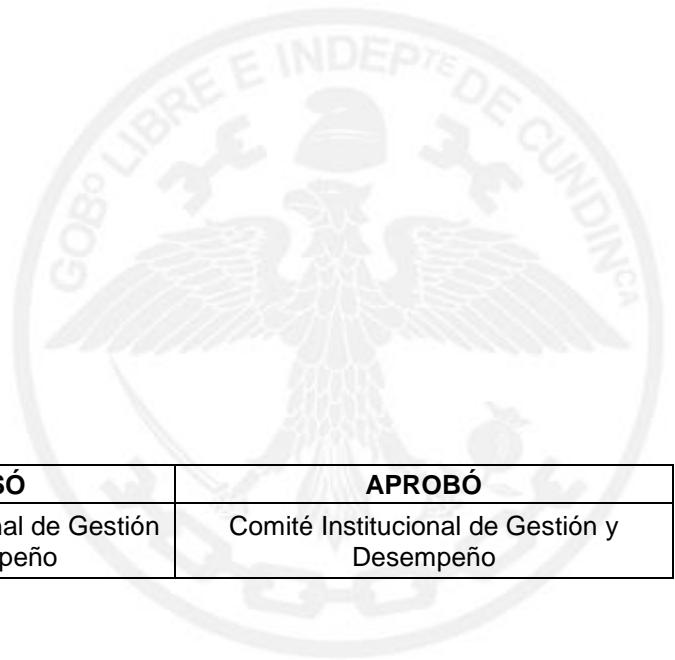 GOBº LIBRE E INDEPTE DE CUNDINCA
SÓ
APROBÓ
nal de Gestión
peño
Comité Institucional de Gestión y
Desempeño